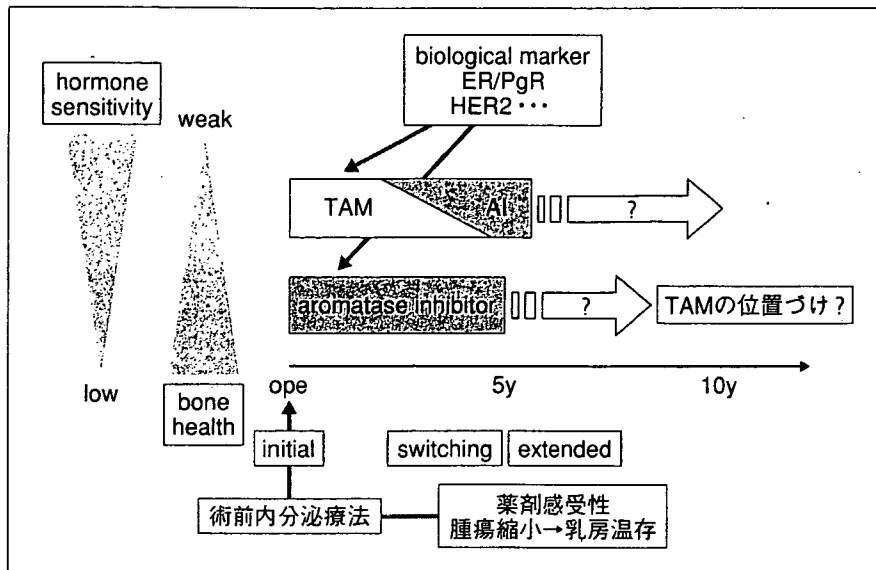 biological marker
ER/PgR
HER2・・・
hormone
sensitivity
weak
TAM
AI
?
aromatase inhibitor
?
TAMの位置づけ?
low
bone
health
ope
5y
10y
initial
switching
extended
術前内分泌療法
薬剤感受性
腫瘍縮小→乳房温存